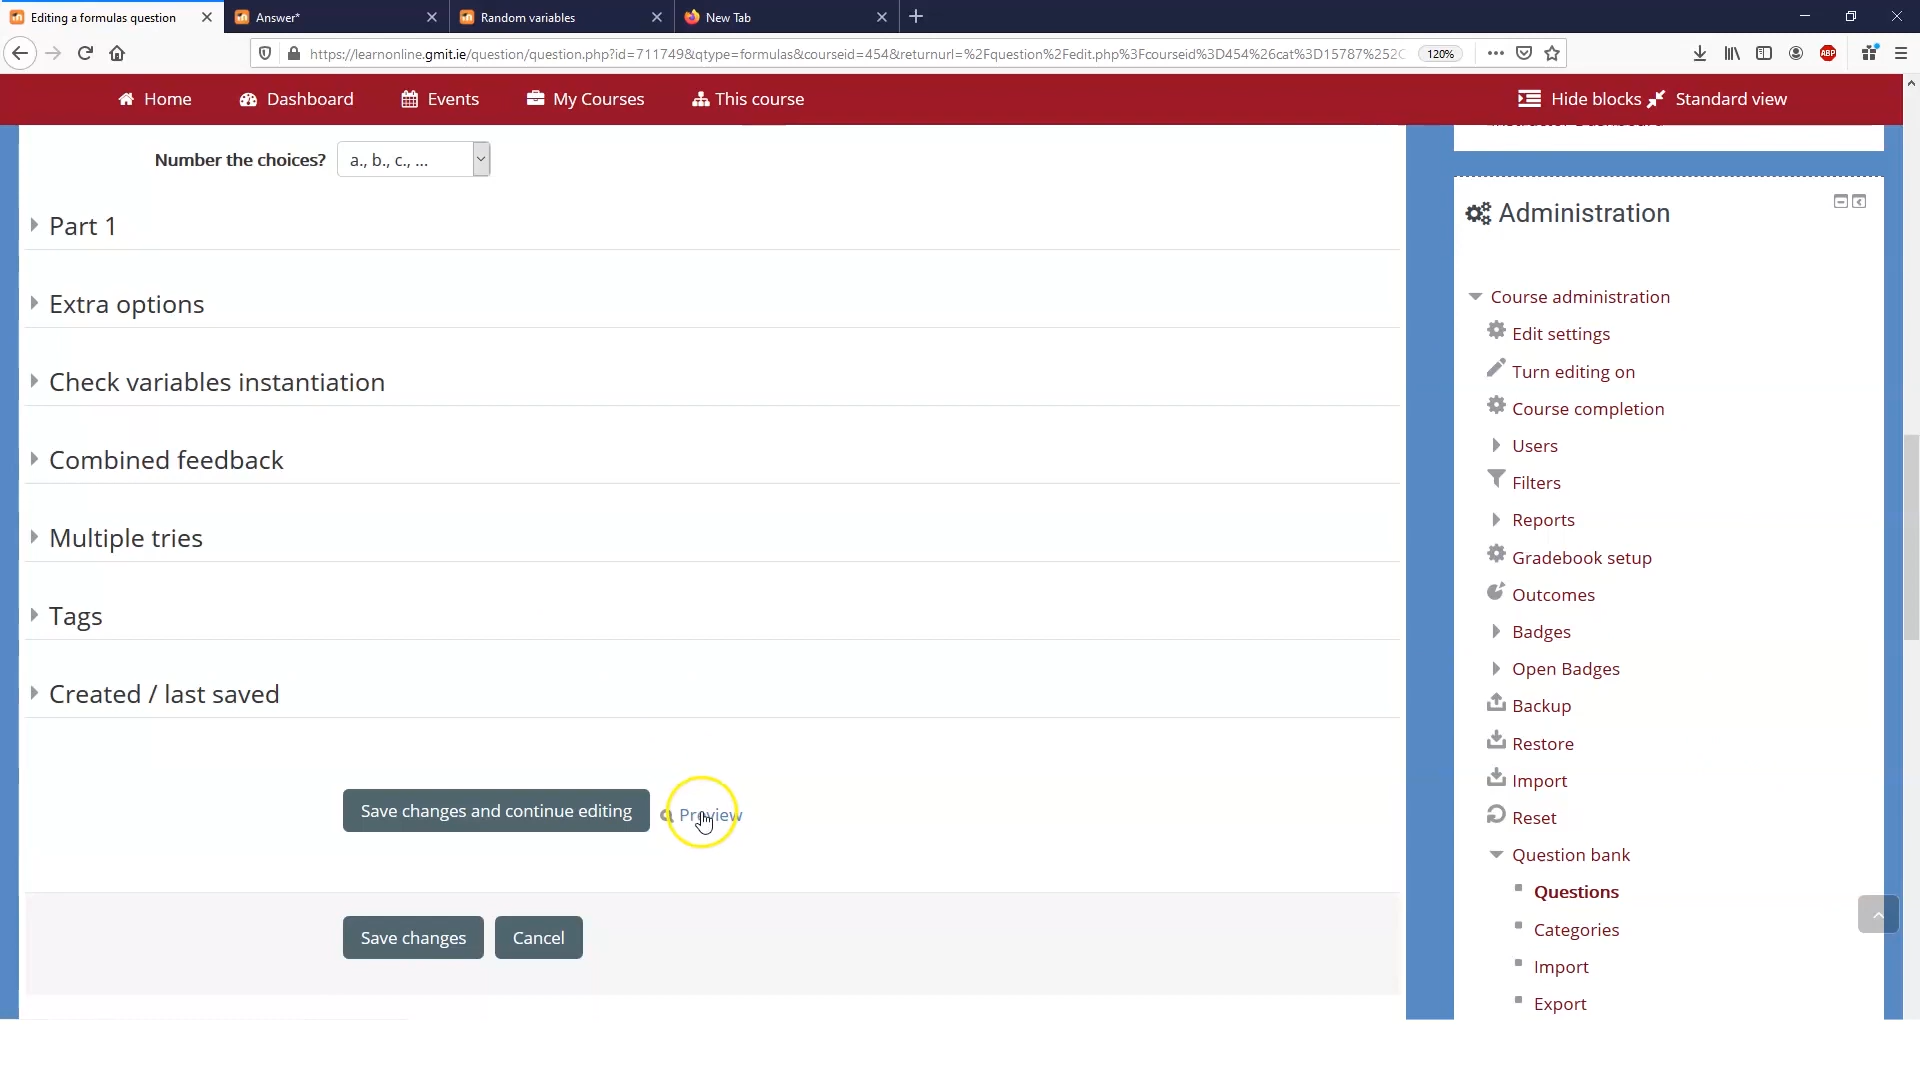 Editing a formulas question
Answer*
Random variables
New Tab
https://learnonline.gmit.ie/question/question.php?id=711749&qtype=formulas&courseid=454&returnurl=%2Fquestion%2Fedit.php%3Fcourseid%3D454%26cat%3D15787%252C
120%
ABP
Home
Dashboard
Events
My Courses
This course
Hide blocks
Standard view
Number the choices?
a., b., c., ...
Part 1
Extra options
Check variables instantiation
Combined feedback
Multiple tries
Tags
Created / last saved
Save changes and continue editing
Preview
Save changes
Cancel
Administration
Course administration
Edit settings
Turn editing on
Course completion
Users
Filters
Reports
Gradebook setup
Outcomes
Badges
Open Badges
Backup
Restore
Import
Reset
Question bank
Questions
Categories
Import
Export